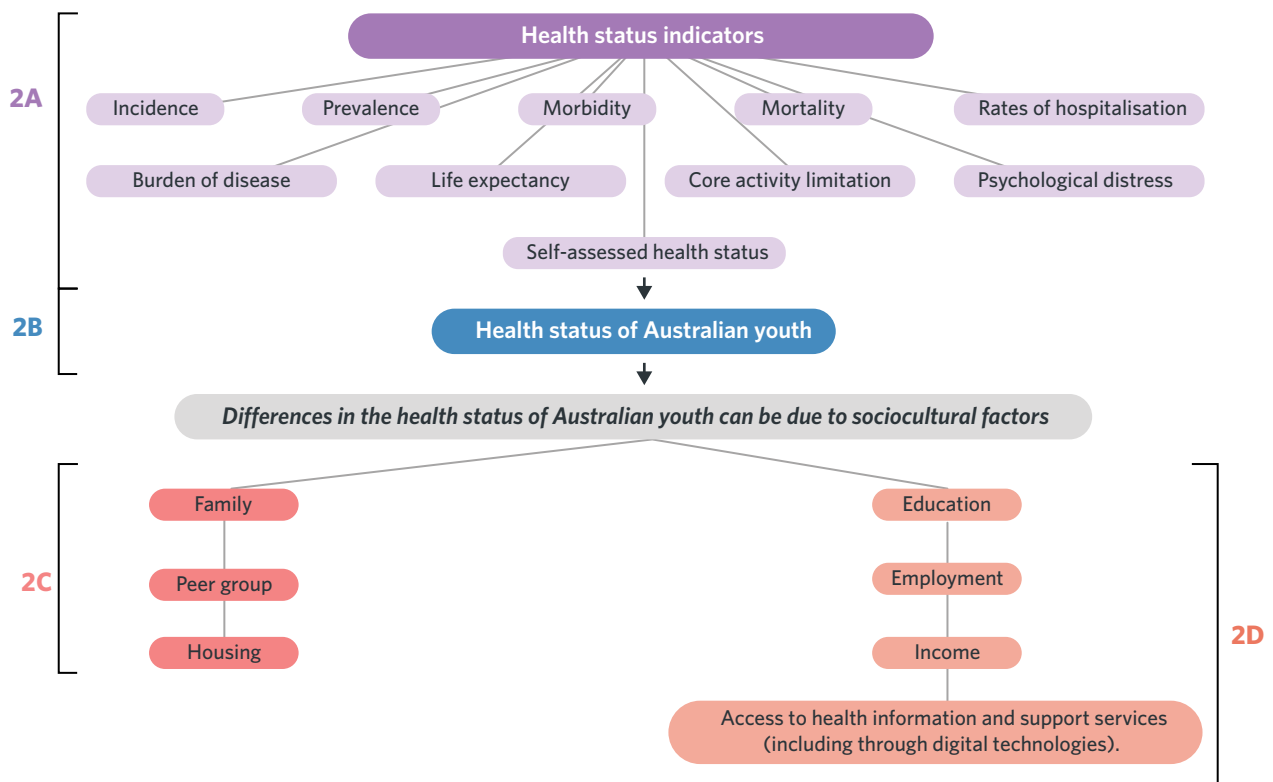 Health status indicators
2A
Incidence
Prevalence
Morbidity
Mortality
Rates of hospitalisation
Burden of disease
Life expectancy
Core activity limitation
Psychological distress
Self-assessed health status
2B
Health status of Australian youth
Differences in the health status of Australian youth can be due to sociocultural factors
2C
Family
Peer group
Housing
Education
Employment
Income
Access to health information and support services
(including through digital technologies).
2D